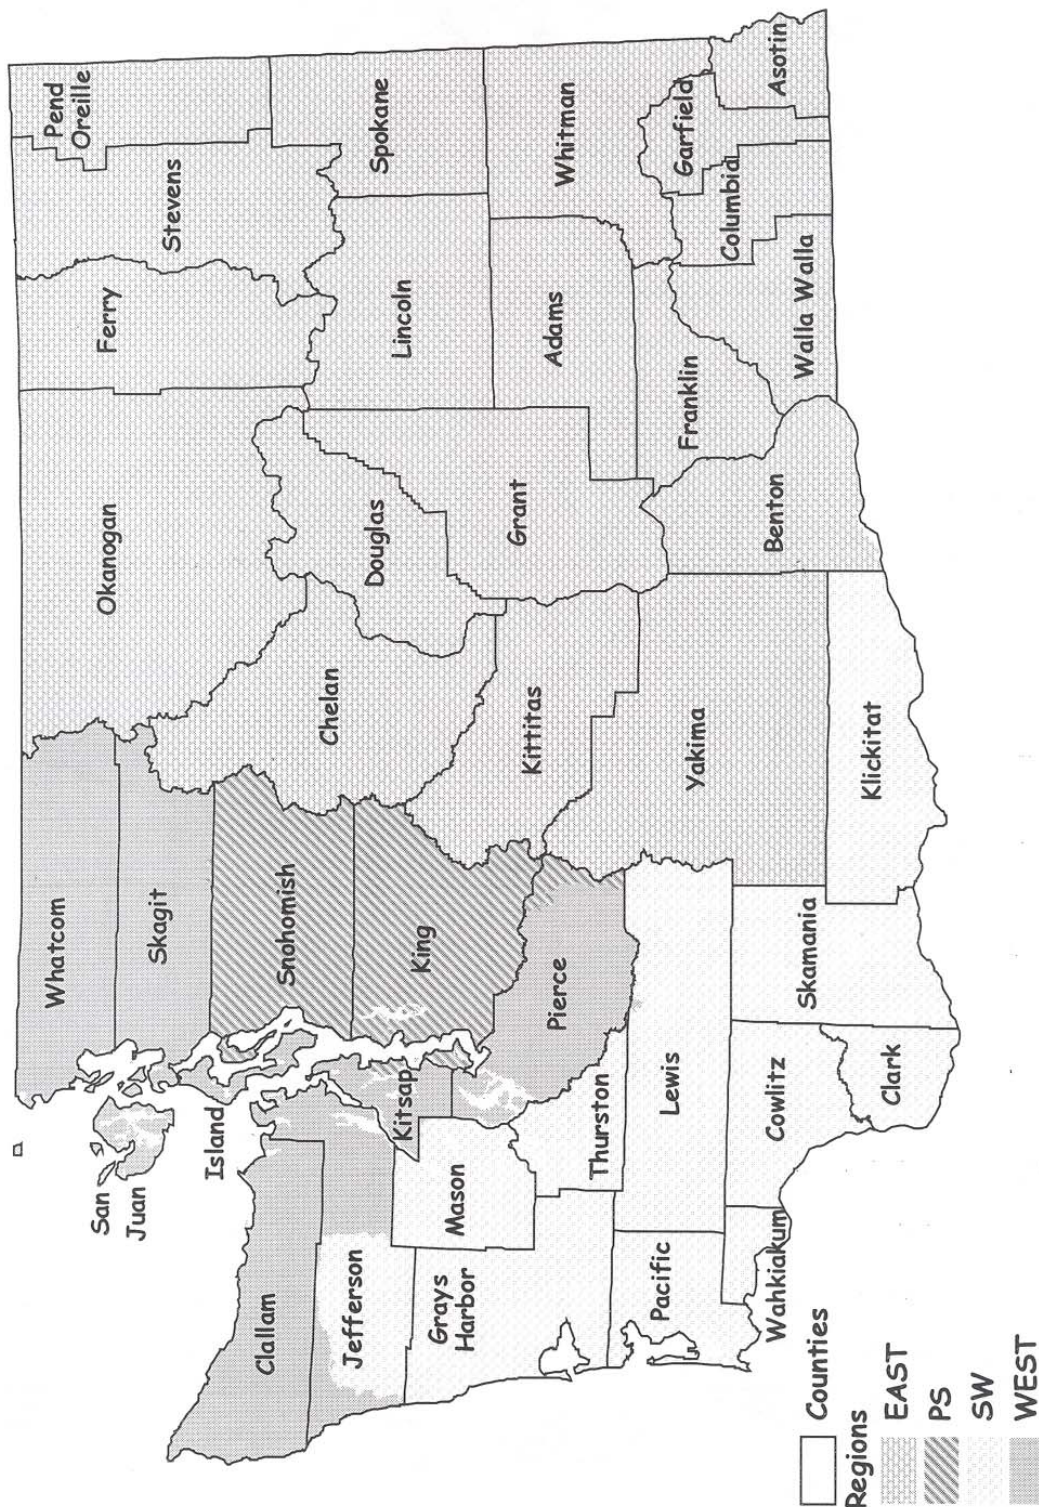 San
Juan
Whatcom
Okanogan
Ferry
Stevens
Pend
Oreille
Skagit
Island
Clallam
Snohomish
Chelan
Douglas
Lincoln
Spokane
Jefferson
Kitsap
King
Grant
Adams
Whitman
Grays
Harbor
Mason
Kittitas
Pierce
Thurston
Pacific
Lewis
Yakima
Franklin
Garfield
Columbia
Asotin
Benton
Walla Walla
Wahkiakum
Cowlitz
Skamania
Klickitat
Clark
Counties
Regions
EAST
PS
SW
WEST